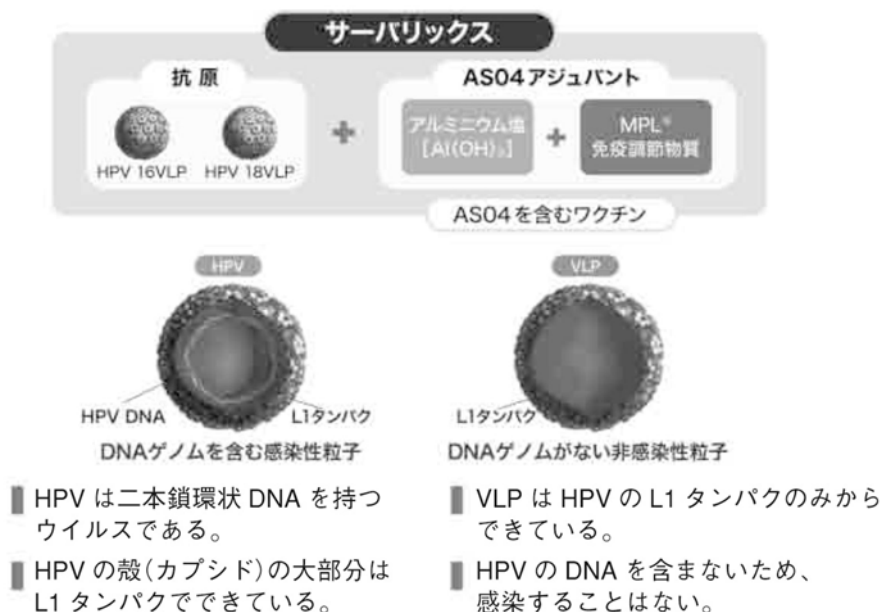 サーバリックス
抗原
AS04アジュバント
HPV 16VLP
HPV 18VLP
+
アルミニウム塩
[Al(OH)₃]
+
MPL®
免疫調節物質
AS04を含むワクチン
HPV
HPV DNA
L1タンパク
DNAゲノムを含む感染性粒子
VLP
L1タンパク
DNAゲノムがない非感染性粒子
HPV は二本鎖環状 DNA を持つ
ウイルスである。
HPV の殻(カプシド)の大部分は
L1 タンパクでできている。
VLP は HPV の L1 タンパクのみから
できている。
HPV の DNA を含まないため、
感染することはない。